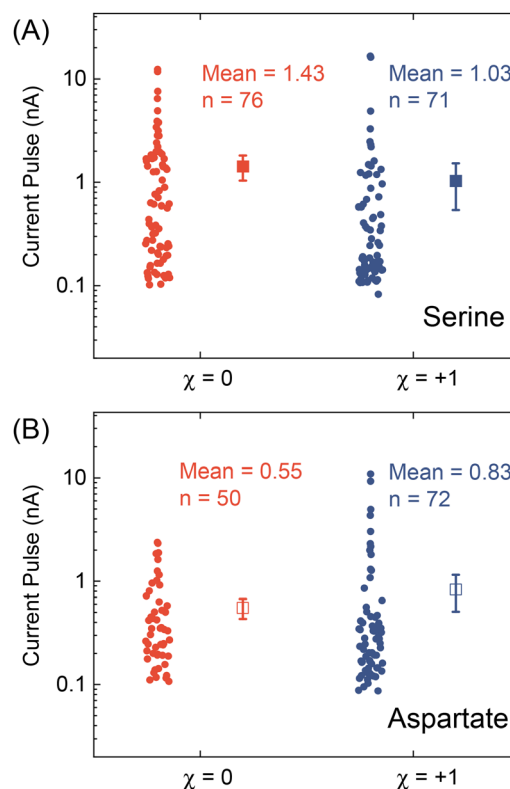 (A)
Current Pulse (nA)
10
1
0.1
Mean = 1.43
n = 76
Mean = 1.03
n = 71
Serine
χ = 0
χ = +1
(B)
Current Pulse (nA)
10
1
0.1
Mean = 0.55
n = 50
Mean = 0.83
n = 72
Aspartate
χ = 0
χ = +1